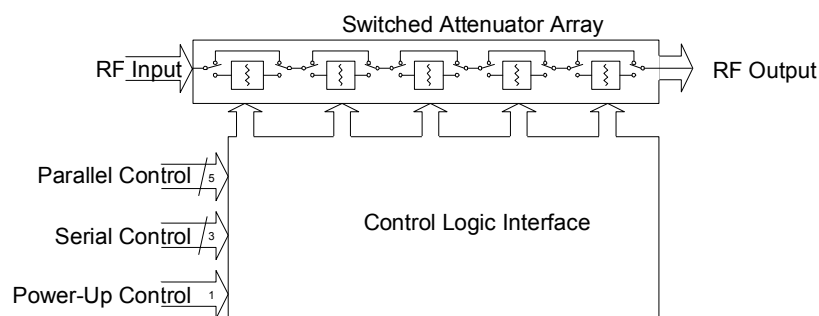 Switched Attenuator Array
RF Input
RF Output
Parallel Control 5
Control Logic Interface
Serial Control 3
Power-Up Control 1